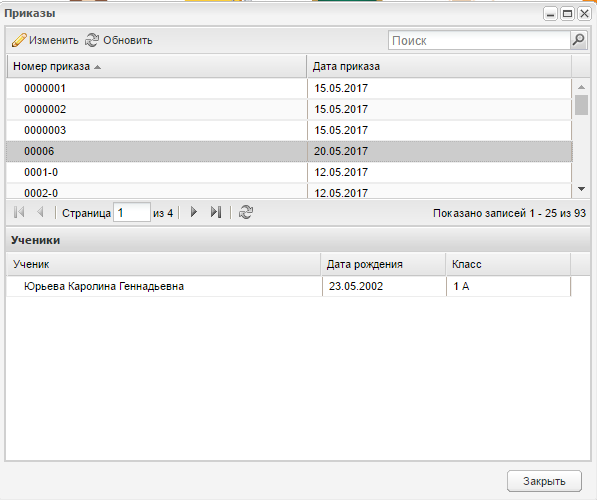 Приказы
Изменить Обновить Поиск
Номер приказа Дата приказа
0000001 15.05.2017
0000002 15.05.2017
0000003 15.05.2017
00006 20.05.2017
0001-0 12.05.2017
0002-0 12.05.2017
Страница 1 из 4 Показано записей 1 - 25 из 93
Ученики
Ученик Дата рождения Класс
Юрьева Каролина Геннадьевна 23.05.2002 1 А
Закрыть